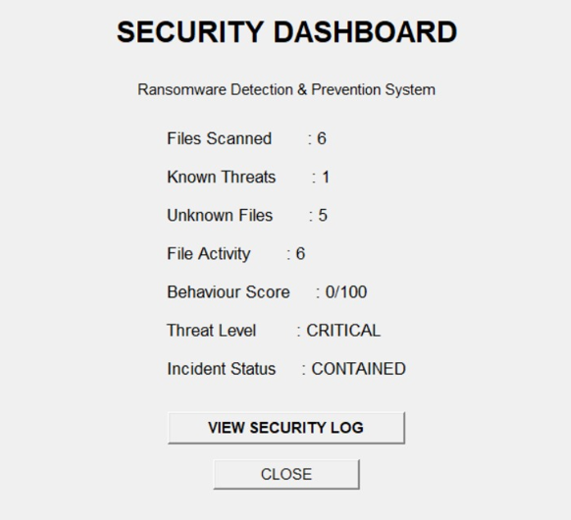 SECURITY DASHBOARD
Ransomware Detection & Prevention System
Files Scanned : 6
Known Threats : 1
Unknown Files : 5
File Activity : 6
Behaviour Score : 0/100
Threat Level : CRITICAL
Incident Status : CONTAINED
VIEW SECURITY LOG
CLOSE